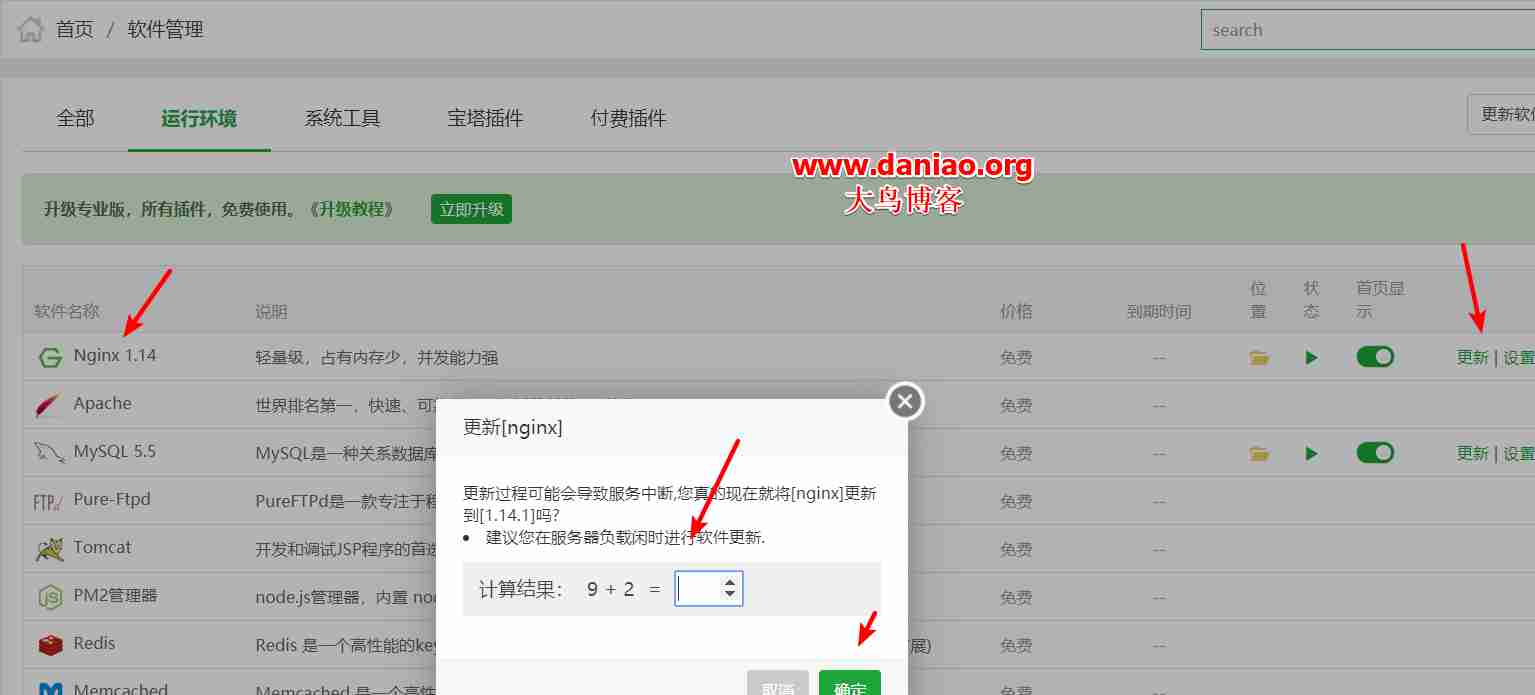 首页 / 软件管理
search
全部 运行环境 系统工具 宝塔插件 付费插件
更新软
www.daniao.org
大鸟博客
升级专业版，所有插件，免费使用。《升级教程》 立即升级
软件名称 说明 价格 到期时间 位置 状态 首页显示
Nginx 1.14 轻量级，占有内存少，并发能力强 免费 -- 更新 | 设置
Apache 世界排名第一，快速、可 免费 --
MySQL 5.5 MySQL是一种关系数据库 免费 -- 更新 | 设置
Pure-Ftpd PureFTPd是一款专注于 免费 --
Tomcat 开发和调试JSP程序的首选 免费 --
PM2管理器 node.js管理器，内置 免费 --
Redis Redis 是一个高性能的key 展) 免费 --
Memcached Memcached 是一个高性 免费 --
更新[nginx]
更新过程可能会导致服务中断,您真的现在就将[nginx]更新
到[1.14.1]吗?
• 建议您在服务器负载闲时进行软件更新.
计算结果： 9 + 2 =
取消 确定